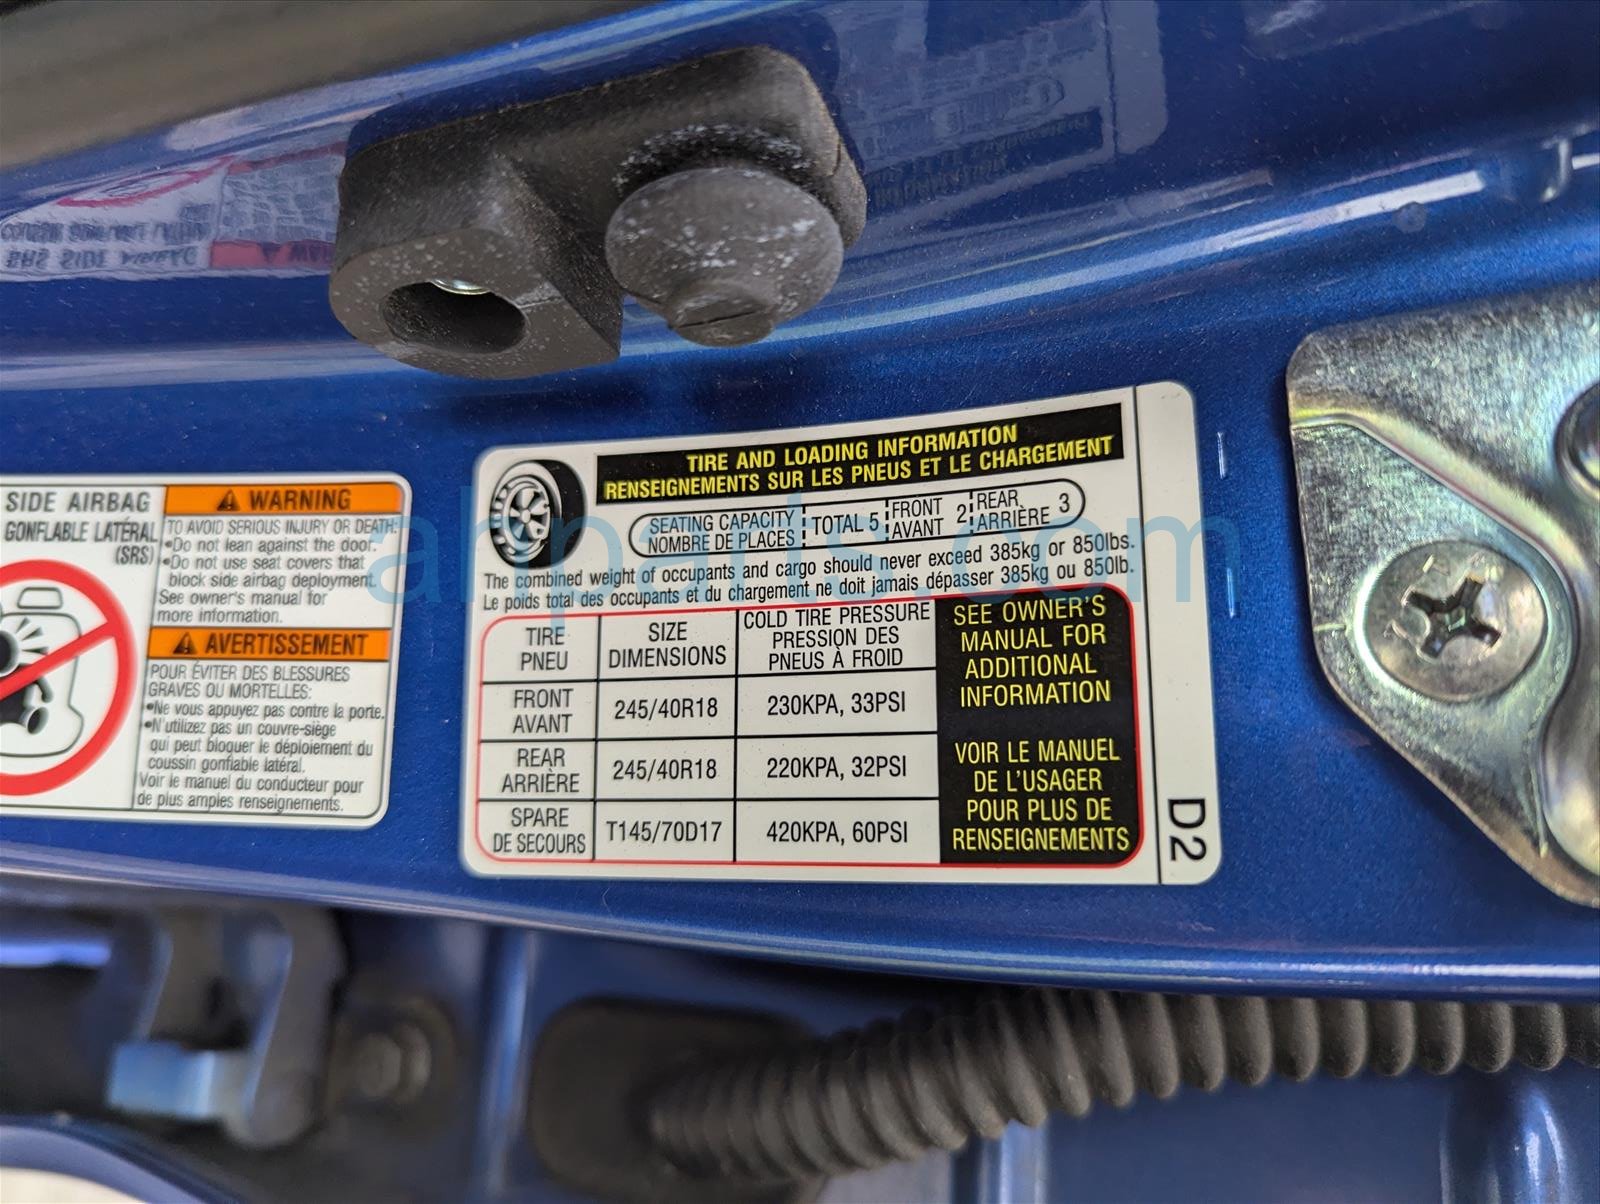 SIDE AIRBAG
GONFLABLE LATÉRAL
(SRS)
WARNING
TO AVOID SERIOUS INJURY OR DEATH:
•Do not lean against the door.
•Do not use seat covers that
block side airbag deployment.
See owner's manual for
more information.
AVERTISSEMENT
POUR ÉVITER DES BLESSURES
GRAVES OU MORTELLES:
•Ne vous appuyez pas contre la porte.
•N'utilizez pas un couvre-siège
qui peut bloquer le déploiement du
coussin gonflable latéral.
Voir le manuel du conducteur pour
de plus amples renseignements.
TIRE AND LOADING INFORMATION
RENSEIGNEMENTS SUR LES PNEUS ET LE CHARGEMENT
SEATING CAPACITY
NOMBRE DE PLACES
TOTAL 5
FRONT
AVANT
2
REAR
ARRIÈRE
3
The combined weight of occupants and cargo should never exceed 385kg or 850lbs.
Le poids total des occupants et du chargement ne doit jamais dépasser 385kg ou 850lb.
TIRE
PNEU
SIZE
DIMENSIONS
COLD TIRE PRESSURE
PRESSION DES
PNEUS À FROID
FRONT
AVANT
245/40R18
230KPA, 33PSI
REAR
ARRIÈRE
245/40R18
220KPA, 32PSI
SPARE
DE SECOURS
T145/70D17
420KPA, 60PSI
SEE OWNER'S
MANUAL FOR
ADDITIONAL
INFORMATION
VOIR LE MANUEL
DE L'USAGER
POUR PLUS DE
RENSEIGNEMENTS
D2
ahparts.com